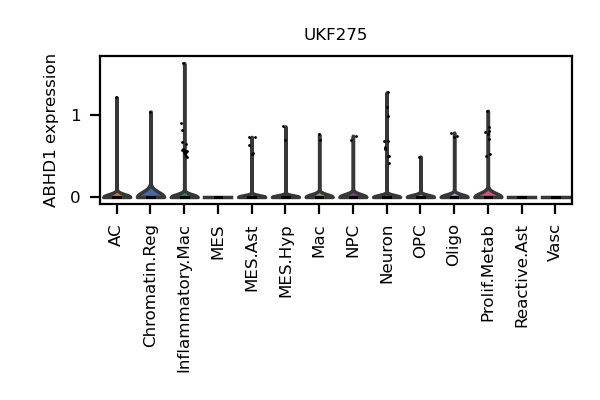 UKF275
ABHD1 expression
1
0
AC
Chromatin.Reg
Inflammatory.Mac
MES
MES.Ast
MES.Hyp
Mac
NPC
Neuron
OPC
Oligo
Prolif.Metab
Reactive.Ast
Vasc